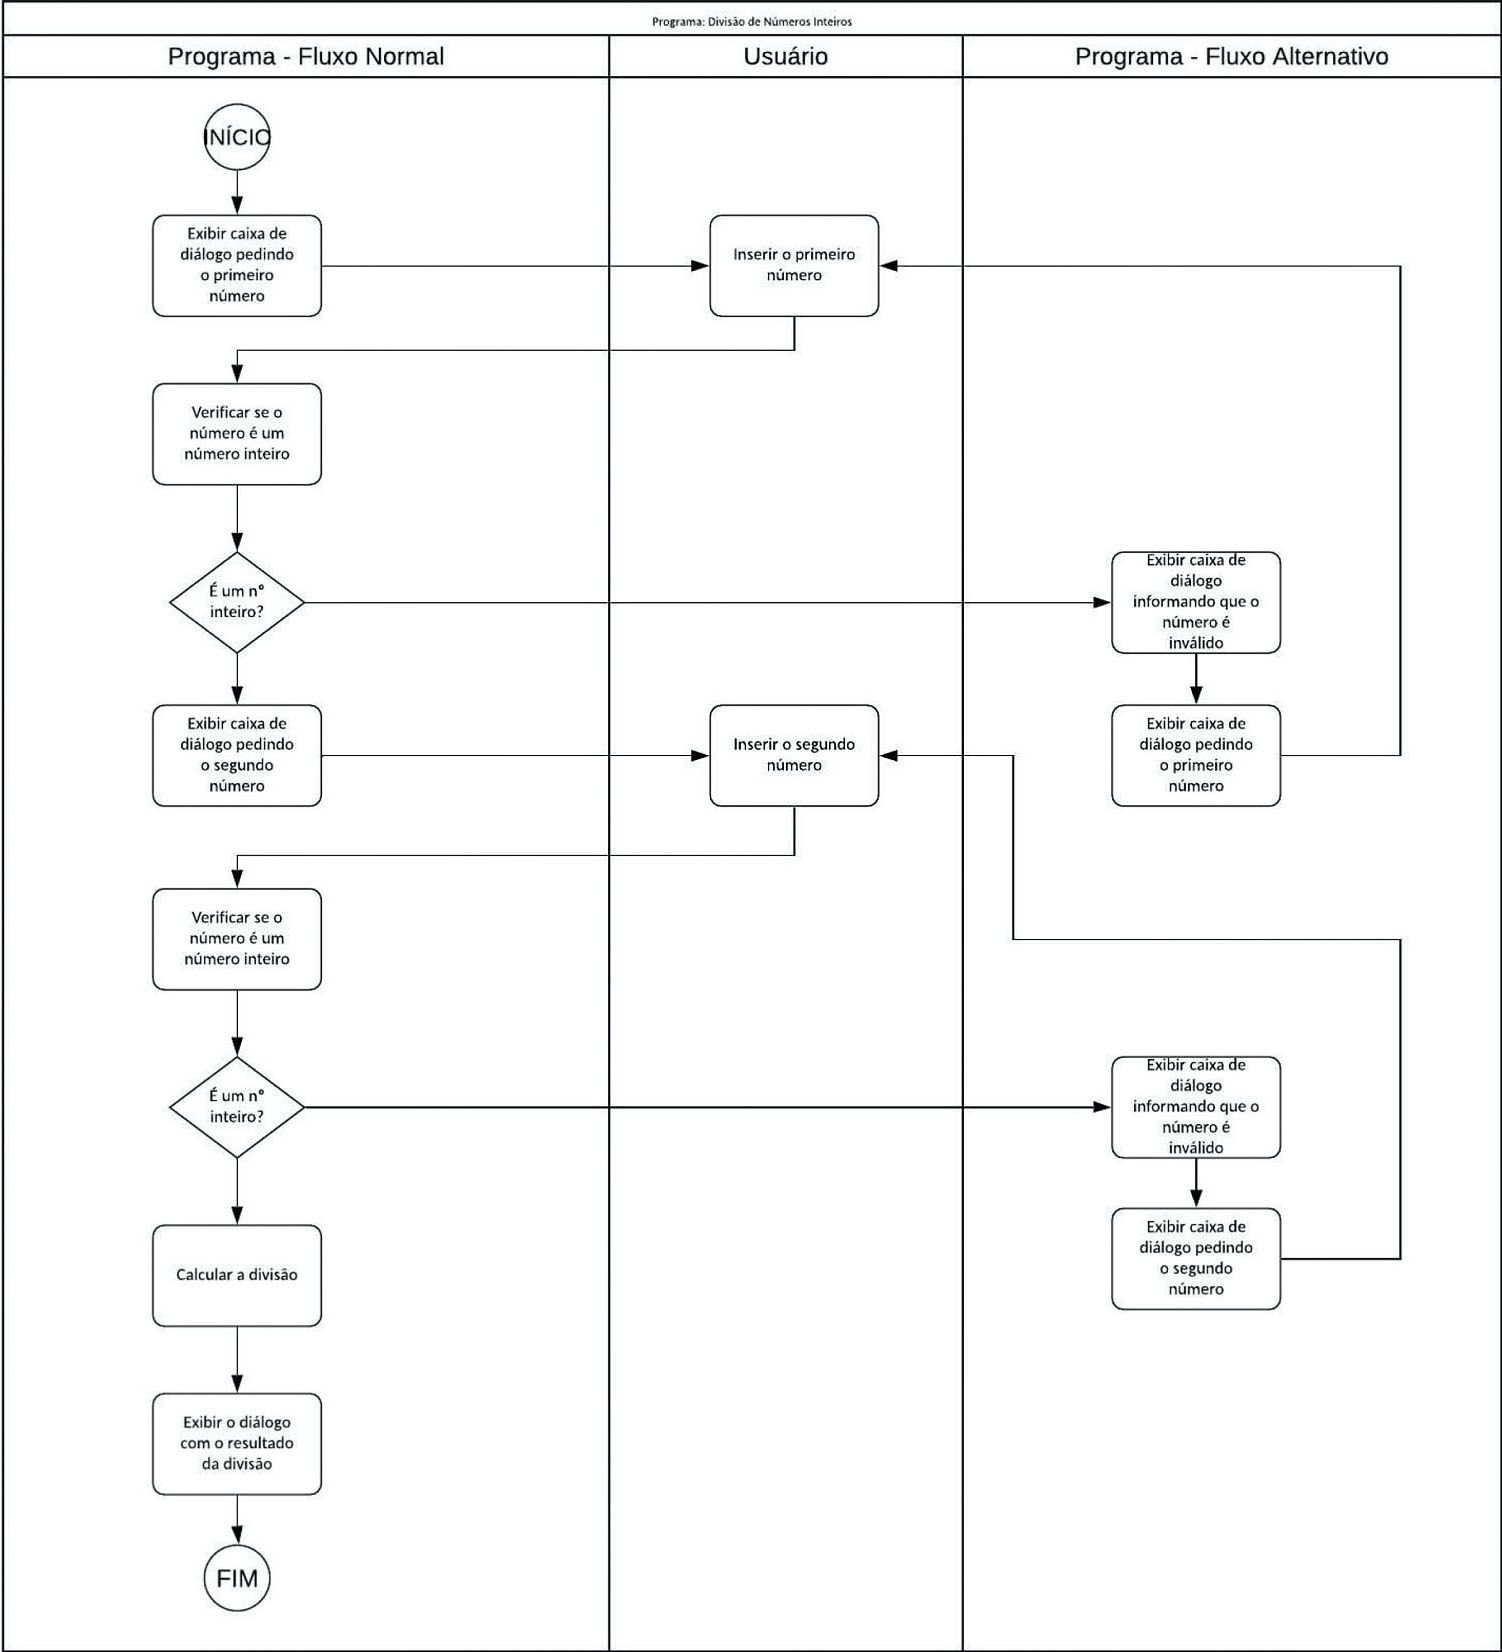 Programa: Divisão de Números Inteiros
Programa - Fluxo Normal
Usuário
Programa - Fluxo Alternativo
INÍCIO
Exibir caixa de
diálogo pedindo
o primeiro
número
Inserir o primeiro
número
Verificar se o
número é um
número inteiro
É um nº
inteiro?
Exibir caixa de
diálogo
informando que o
número é
inválido
Exibir caixa de
diálogo pedindo
o segundo
número
Inserir o segundo
número
Exibir caixa de
diálogo pedindo
o primeiro
número
Verificar se o
número é um
número inteiro
É um nº
inteiro?
Exibir caixa de
diálogo
informando que o
número é
inválido
Calcular a divisão
Exibir caixa de
diálogo pedindo
o segundo
número
Exibir o diálogo
com o resultado
da divisão
FIM